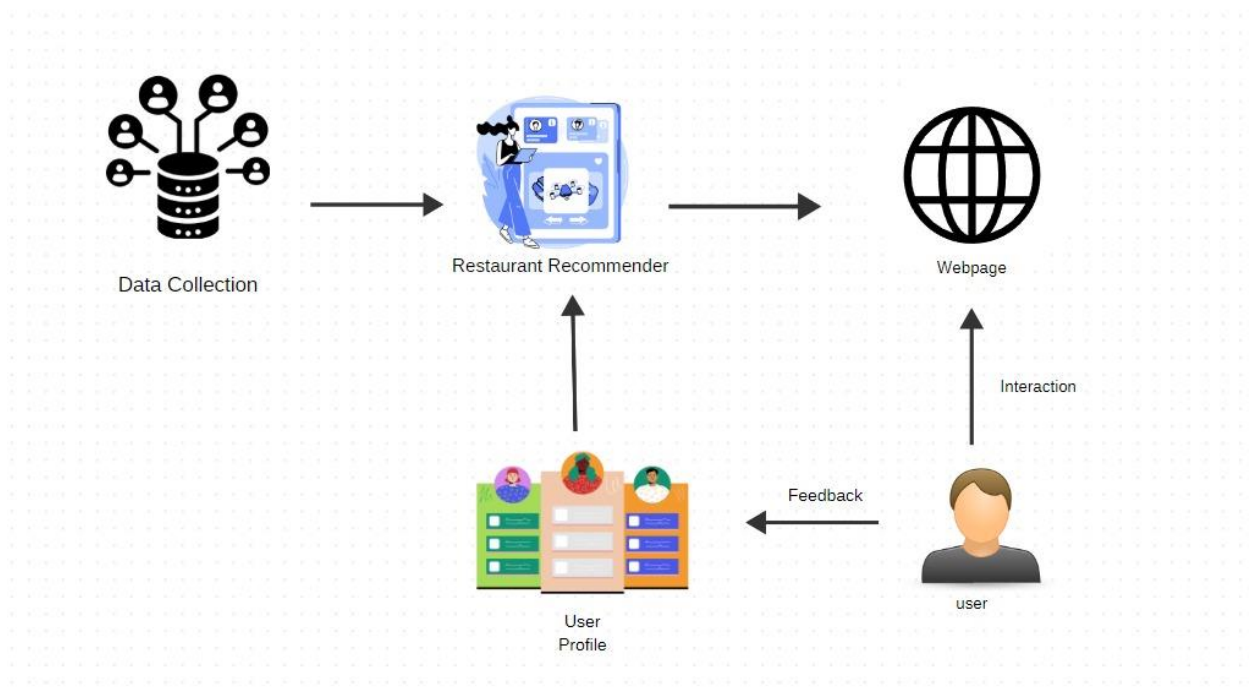 Restaurant Recommender
Webpage
Data Collection
Interaction
Feedback
user
User
Profile